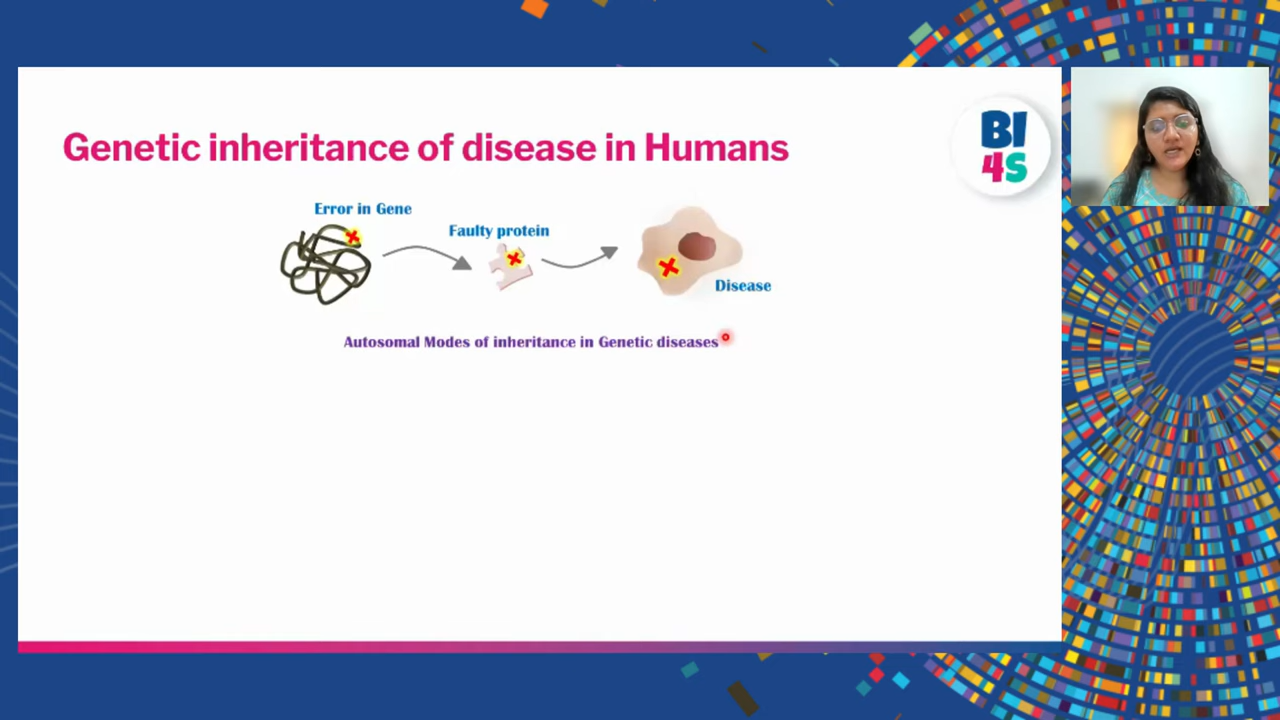 Genetic inheritance of disease in Humans
BI
4S
Error in Gene
Faulty protein
Disease
Autosomal Modes of inheritance in Genetic diseases